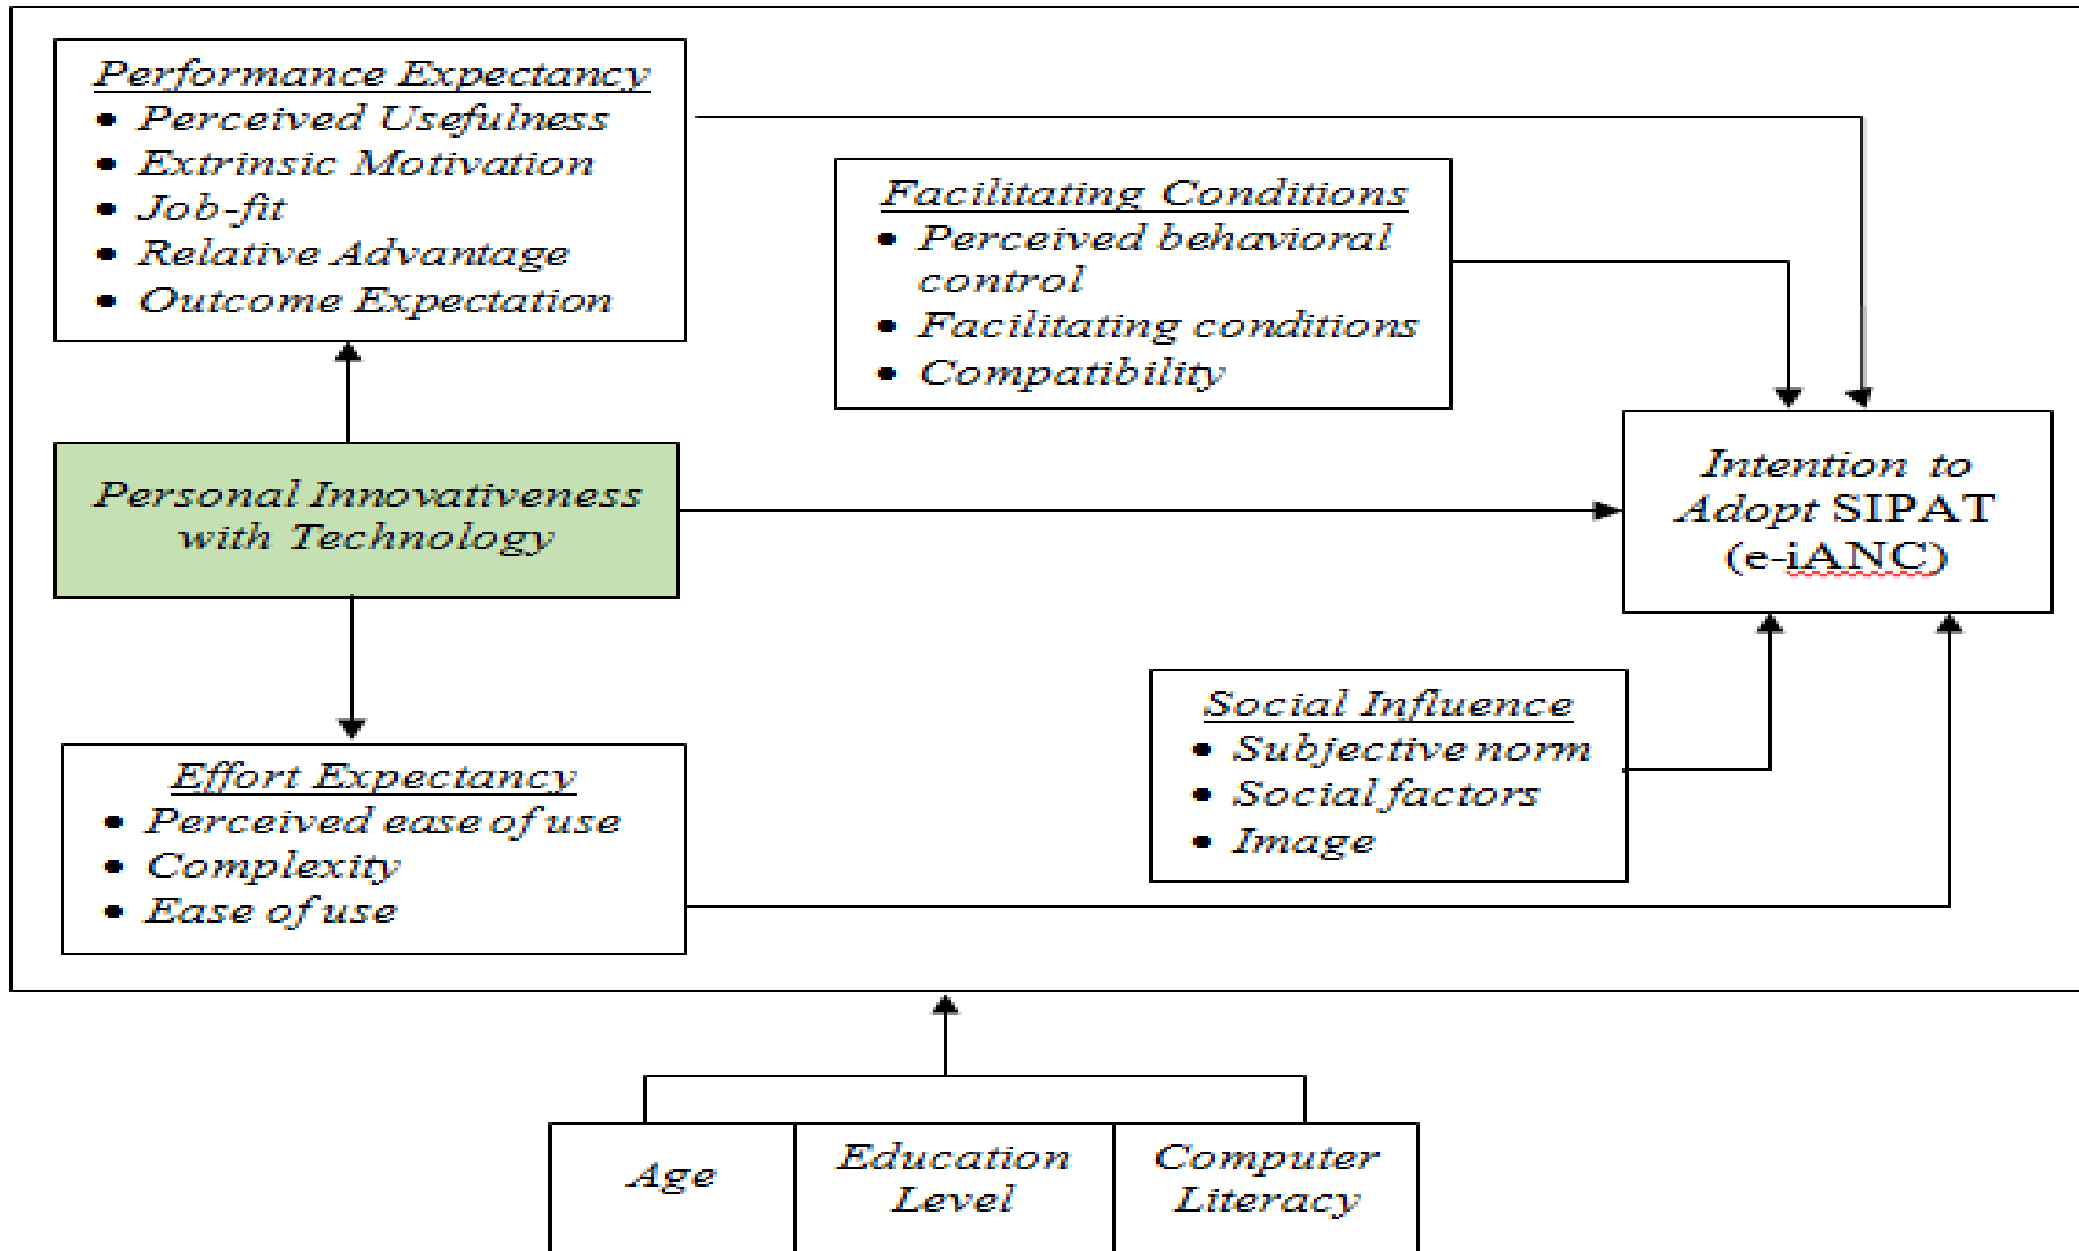 Performance Expectancy
• Perceived Usefulness
• Extrinsic Motivation
• Job-fit
• Relative Advantage
• Outcome Expectation
Facilitating Conditions
• Perceived behavioral
control
• Facilitating conditions
• Compatibility
Personal Innovativeness
with Technology
Intention to
Adopt SIPAT
(e-iANC)
Effort Expectancy
• Perceived ease of use
• Complexity
• Ease of use
Social Influence
• Subjective norm
• Social factors
• Image
Age
Education
Level
Computer
Literacy